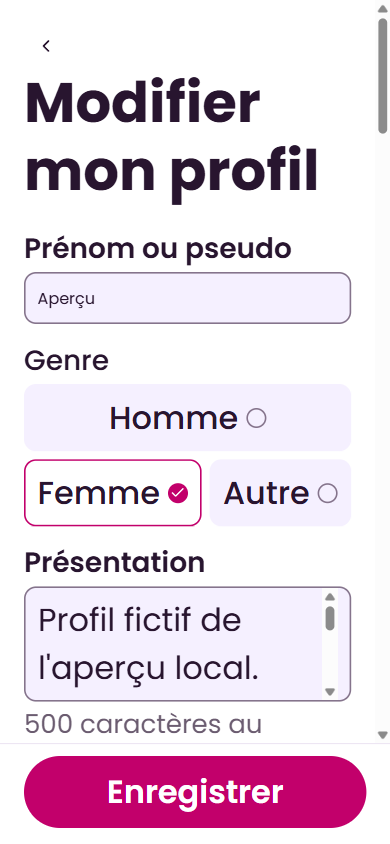 Modifier
mon profil
Prénom ou pseudo
Aperçu
Genre
Homme
Femme
Autre
Présentation
Profil fictif de
l'aperçu local.
500 caractères au
Enregistrer